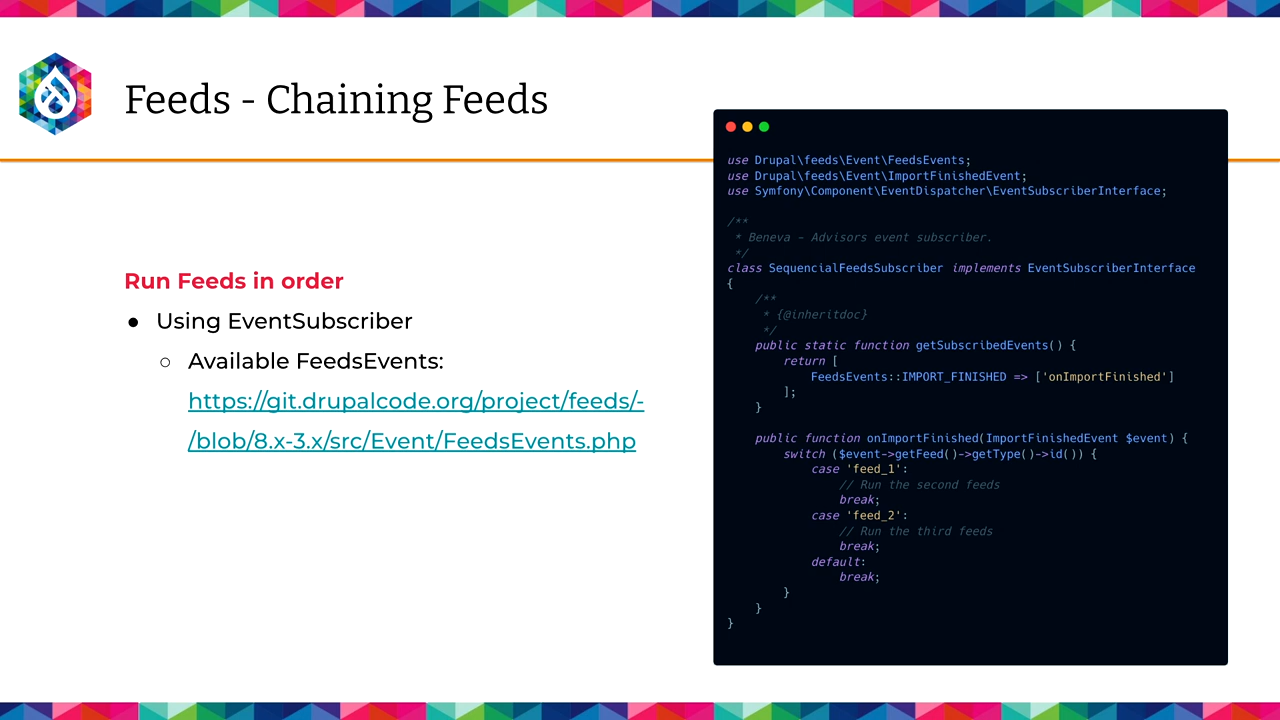 Feeds - Chaining Feeds
Run Feeds in order
● Using EventSubscriber
○ Available FeedsEvents:
https://git.drupalcode.org/project/feeds/-
/blob/8.x-3.x/src/Event/FeedsEvents.php
use Drupal\feeds\Event\FeedsEvents;
use Drupal\feeds\Event\ImportFinishedEvent;
use Symfony\Component\EventDispatcher\EventSubscriberInterface;
/**
 * Beneva - Advisors event subscriber.
 */
class SequencialFeedsSubscriber implements EventSubscriberInterface
{
    /**
     * {@inheritdoc}
     */
    public static function getSubscribedEvents() {
        return [
            FeedsEvents::IMPORT_FINISHED => ['onImportFinished']
        ];
    }
    public function onImportFinished(ImportFinishedEvent $event) {
        switch ($event->getFeed()->getType()->id()) {
            case 'feed_1':
                // Run the second feeds
                break;
            case 'feed_2':
                // Run the third feeds
                break;
            default:
                break;
        }
    }
}